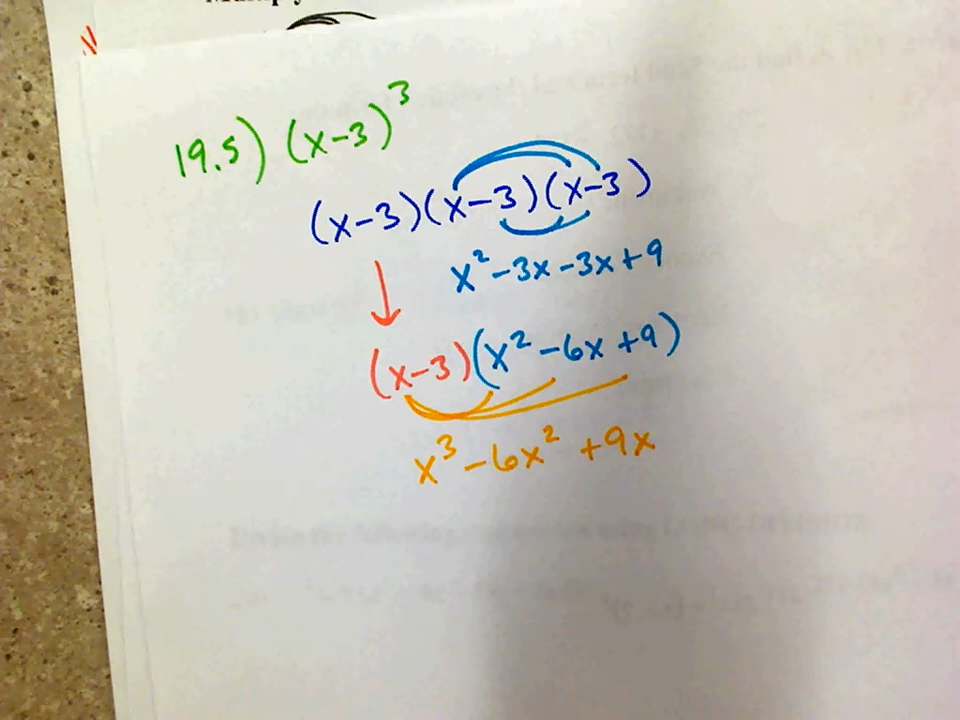 19.5) (x-3)^3
(x-3)(x-3)(x-3)
x^2-3x-3x+9
(x-3)(x^2-6x+9)
x^3-6x^2+9x